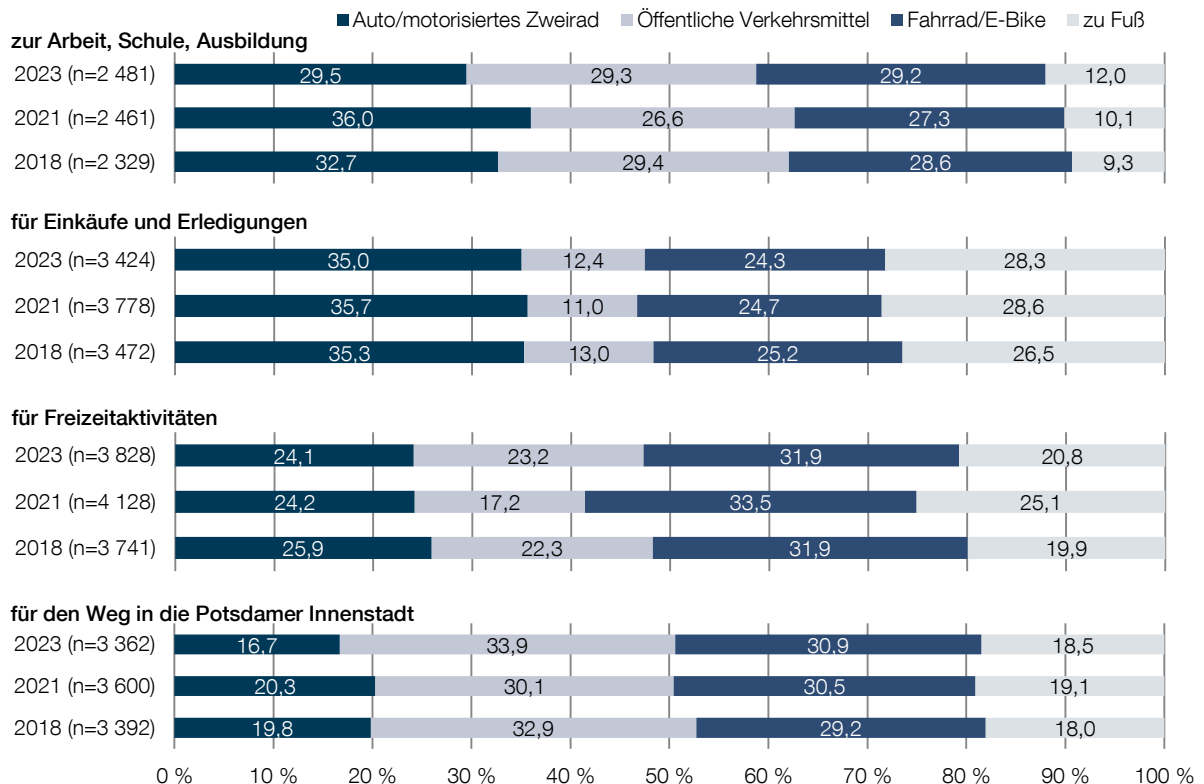 Auto/motorisiertes Zweirad Öffentliche Verkehrsmittel Fahrrad/E-Bike zu Fuß
zur Arbeit, Schule, Ausbildung
2023 (n=2 481) 29,5 29,3 29,2 12,0
2021 (n=2 461) 36,0 26,6 27,3 10,1
2018 (n=2 329) 32,7 29,4 28,6 9,3
für Einkäufe und Erledigungen
2023 (n=3 424) 35,0 12,4 24,3 28,3
2021 (n=3 778) 35,7 11,0 24,7 28,6
2018 (n=3 472) 35,3 13,0 25,2 26,5
für Freizeitaktivitäten
2023 (n=3 828) 24,1 23,2 31,9 20,8
2021 (n=4 128) 24,2 17,2 33,5 25,1
2018 (n=3 741) 25,9 22,3 31,9 19,9
für den Weg in die Potsdamer Innenstadt
2023 (n=3 362) 16,7 33,9 30,9 18,5
2021 (n=3 600) 20,3 30,1 30,5 19,1
2018 (n=3 392) 19,8 32,9 29,2 18,0
0 % 10 % 20 % 30 % 40 % 50 % 60 % 70 % 80 % 90 % 100 %